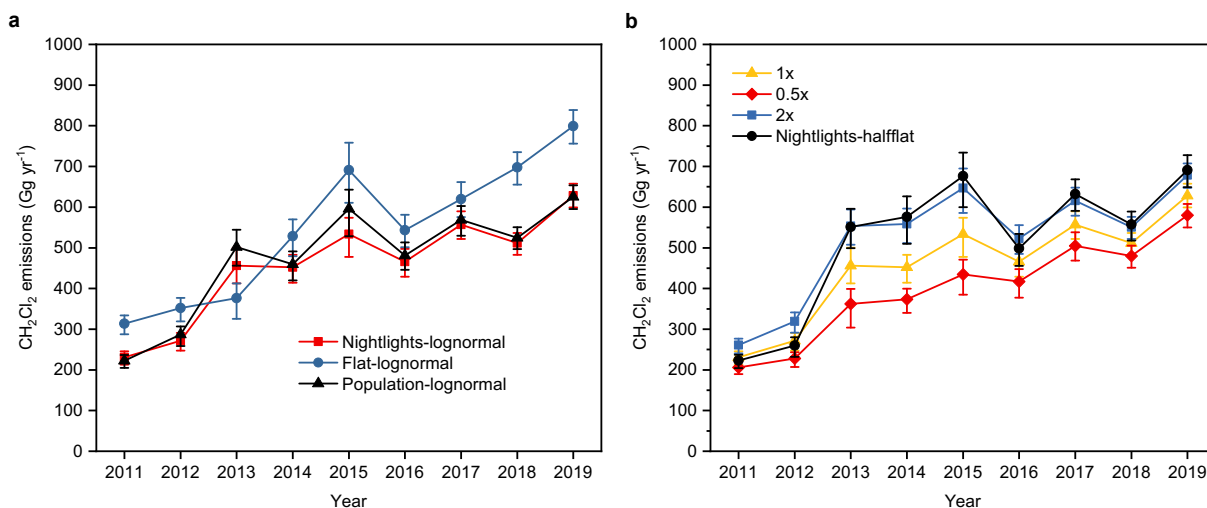 a
CH₂Cl₂ emissions (Gg yr⁻¹)
1000
900
800
700
600
500
400
300
200
100
0
Nightlights-lognormal
Flat-lognormal
Population-lognormal
2011 2012 2013 2014 2015 2016 2017 2018 2019
Year
b
CH₂Cl₂ emissions (Gg yr⁻¹)
1000
900
800
700
600
500
400
300
200
100
0
1x
0.5x
2x
Nightlights-halfflat
2011 2012 2013 2014 2015 2016 2017 2018 2019
Year